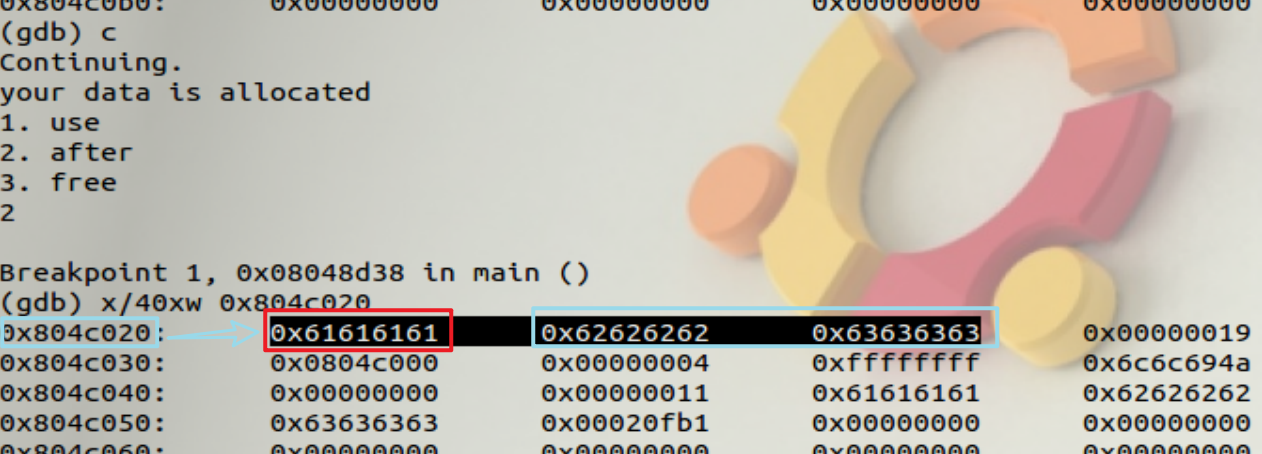 0x804c0b0: 0x00000000 0x00000000 0x00000000 0x00000000
(gdb) c
Continuing.
your data is allocated
1. use
2. after
3. free
2
Breakpoint 1, 0x08048d38 in main ()
(gdb) x/40xw 0x804c020
0x804c020: 0x61616161 0x62626262 0x63636363 0x00000019
0x804c030: 0x0804c000 0x00000004 0xffffffff 0x6c6c694a
0x804c040: 0x00000000 0x00000011 0x61616161 0x62626262
0x804c050: 0x63636363 0x00020fb1 0x00000000 0x00000000
0x804c060: 0x00000000 0x00000000 0x00000000 0x00000000